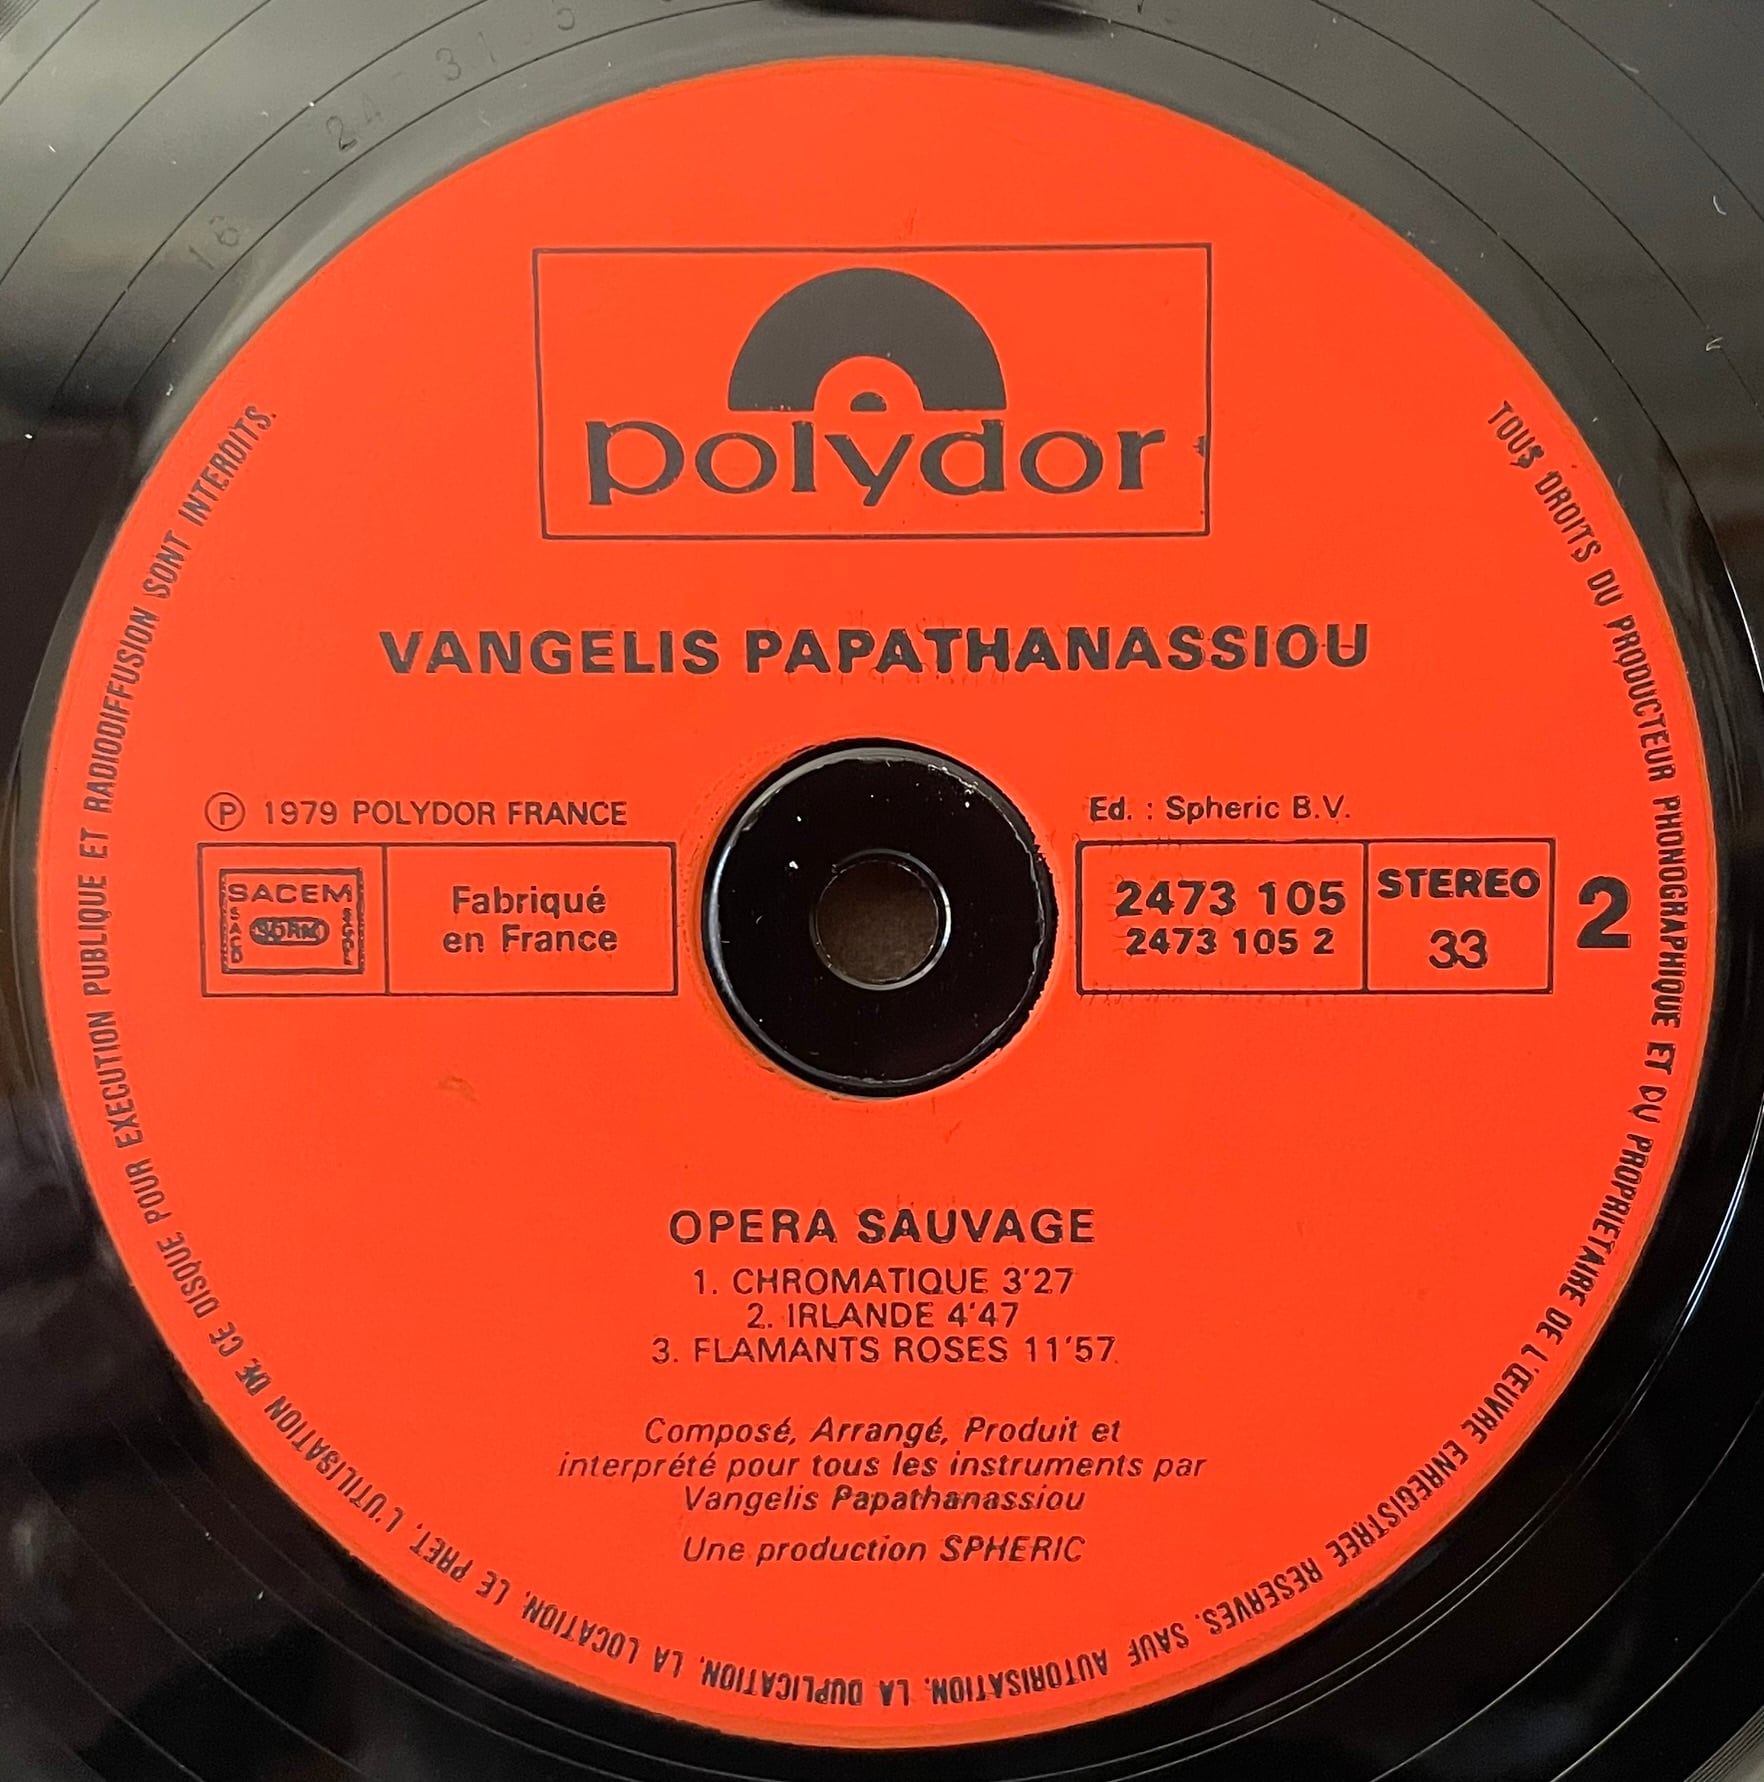 polydor
VANGELIS PAPATHANASSIOU
Ⓟ 1979 POLYDOR FRANCE
SACEM
SACD
SDRM
SGDL
Fabriqué
en France
Ed. : Spheric B.V.
2473 105
2473 105 2
STEREO
33
2
OPERA SAUVAGE
1. CHROMATIQUE 3'27
2. IRLANDE 4'47
3. FLAMANTS ROSES 11'57
Composé, Arrangé, Produit et
interprété pour tous les instruments par
Vangelis Papathanassiou
Une production SPHERIC
TOUS DROITS DU PRODUCTEUR PHONOGRAPHIQUE ET DU PROPRIETAIRE DE L'ŒUVRE ENREGISTREE RESERVES. SAUF AUTORISATION, LA DUPLICATION, LA LOCATION, LE PRET, L'UTILISATION DE CE DISQUE POUR EXECUTION PUBLIQUE ET RADIODIFFUSION SONT INTERDITS.
16